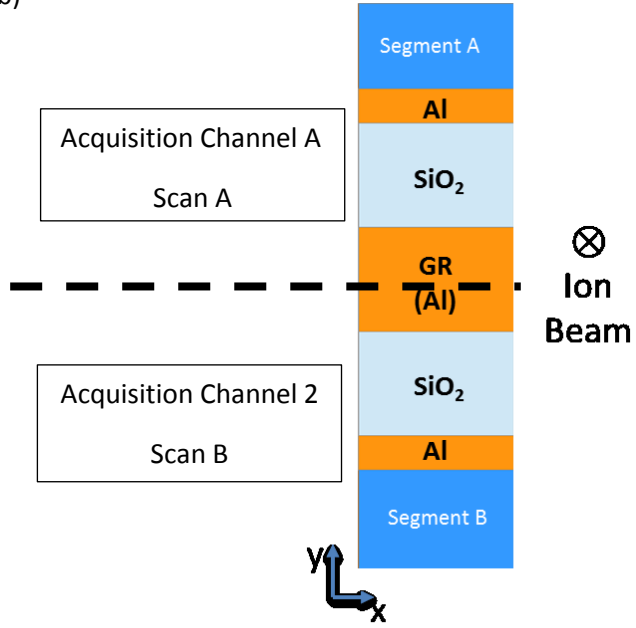 b)
Segment A
Al
Acquisition Channel A
Scan A
SiO₂
GR
(Al)
Ion
Beam
Acquisition Channel 2
Scan B
SiO₂
Al
Segment B
y
x